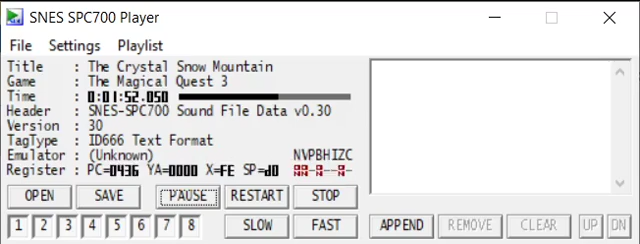 SNES SPC700 Player
File Settings Playlist
Title : The Crystal Snow Mountain
Game : The Magical Quest 3
Time : 0:01:52.050
Header : SNES-SPC700 Sound File Data v0.30
Version : 30
TagType : ID666 Text Format
Emulator : (Unknown) NVPBHIZC
Register : PC=0436 YA=0000 X=FE SP=d0
OPEN SAVE PAUSE RESTART STOP
1 2 3 4 5 6 7 8 SLOW FAST APPEND REMOVE CLEAR UP DN